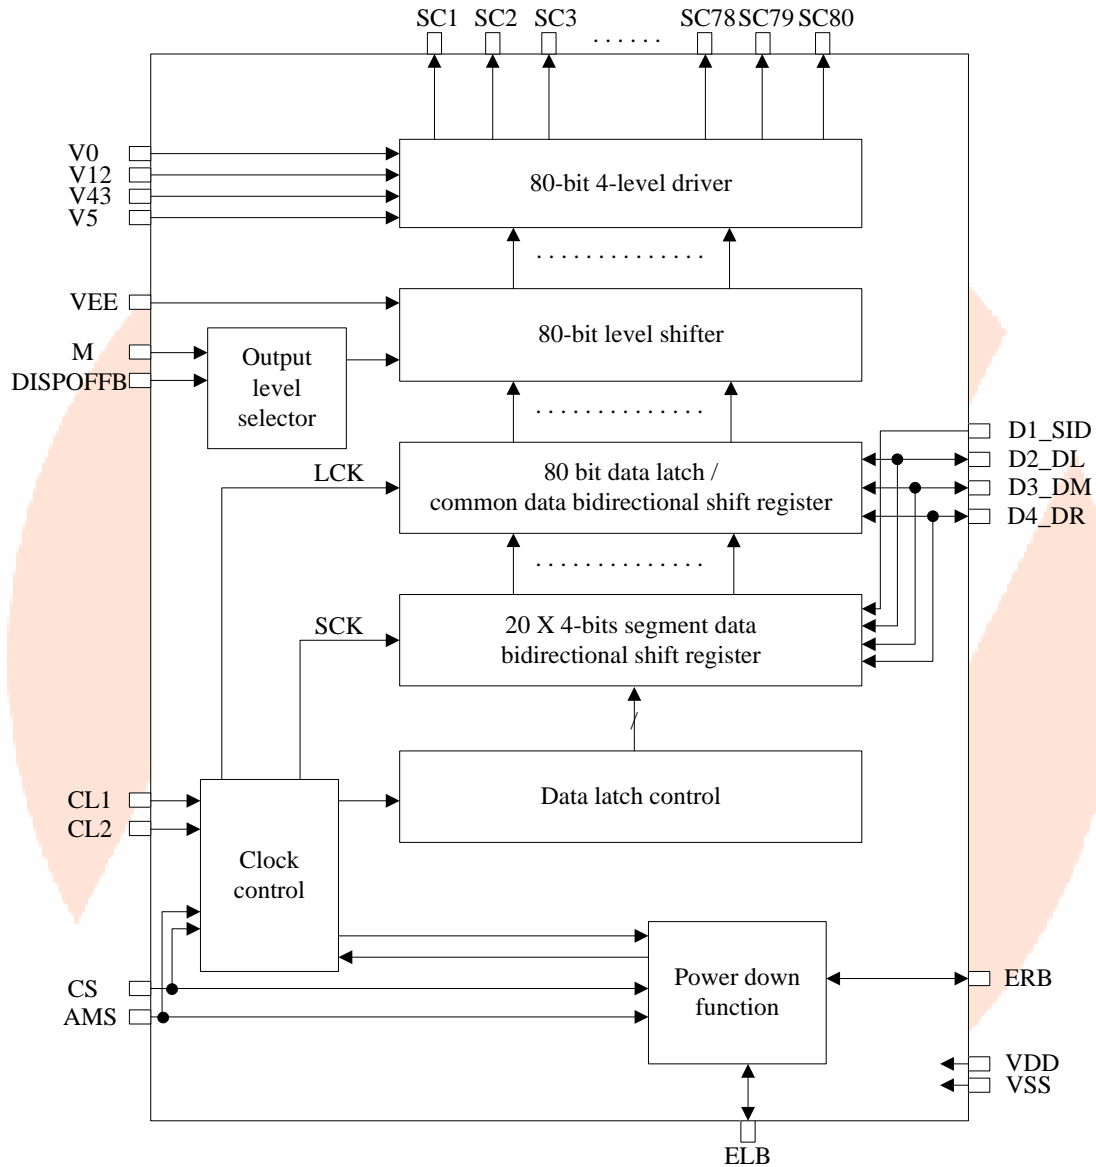 SC1 SC2 SC3 ...... SC78 SC79 SC80
V0
V12
V43
V5
80-bit 4-level driver
..............
VEE
80-bit level shifter
M
DISPOFFB
Output
level
selector
..............
D1_SID
D2_DL
D3_DM
D4_DR
LCK
80 bit data latch /
common data bidirectional shift register
..............
SCK
20 X 4-bits segment data
bidirectional shift register
CL1
CL2
Data latch control
Clock
control
CS
AMS
Power down
function
ERB
VDD
VSS
ELB